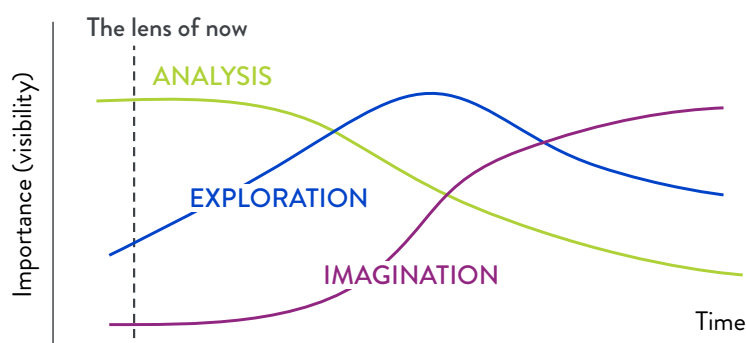 The lens of now
ANALYSIS
Importance (visibility)
EXPLORATION
IMAGINATION
Time